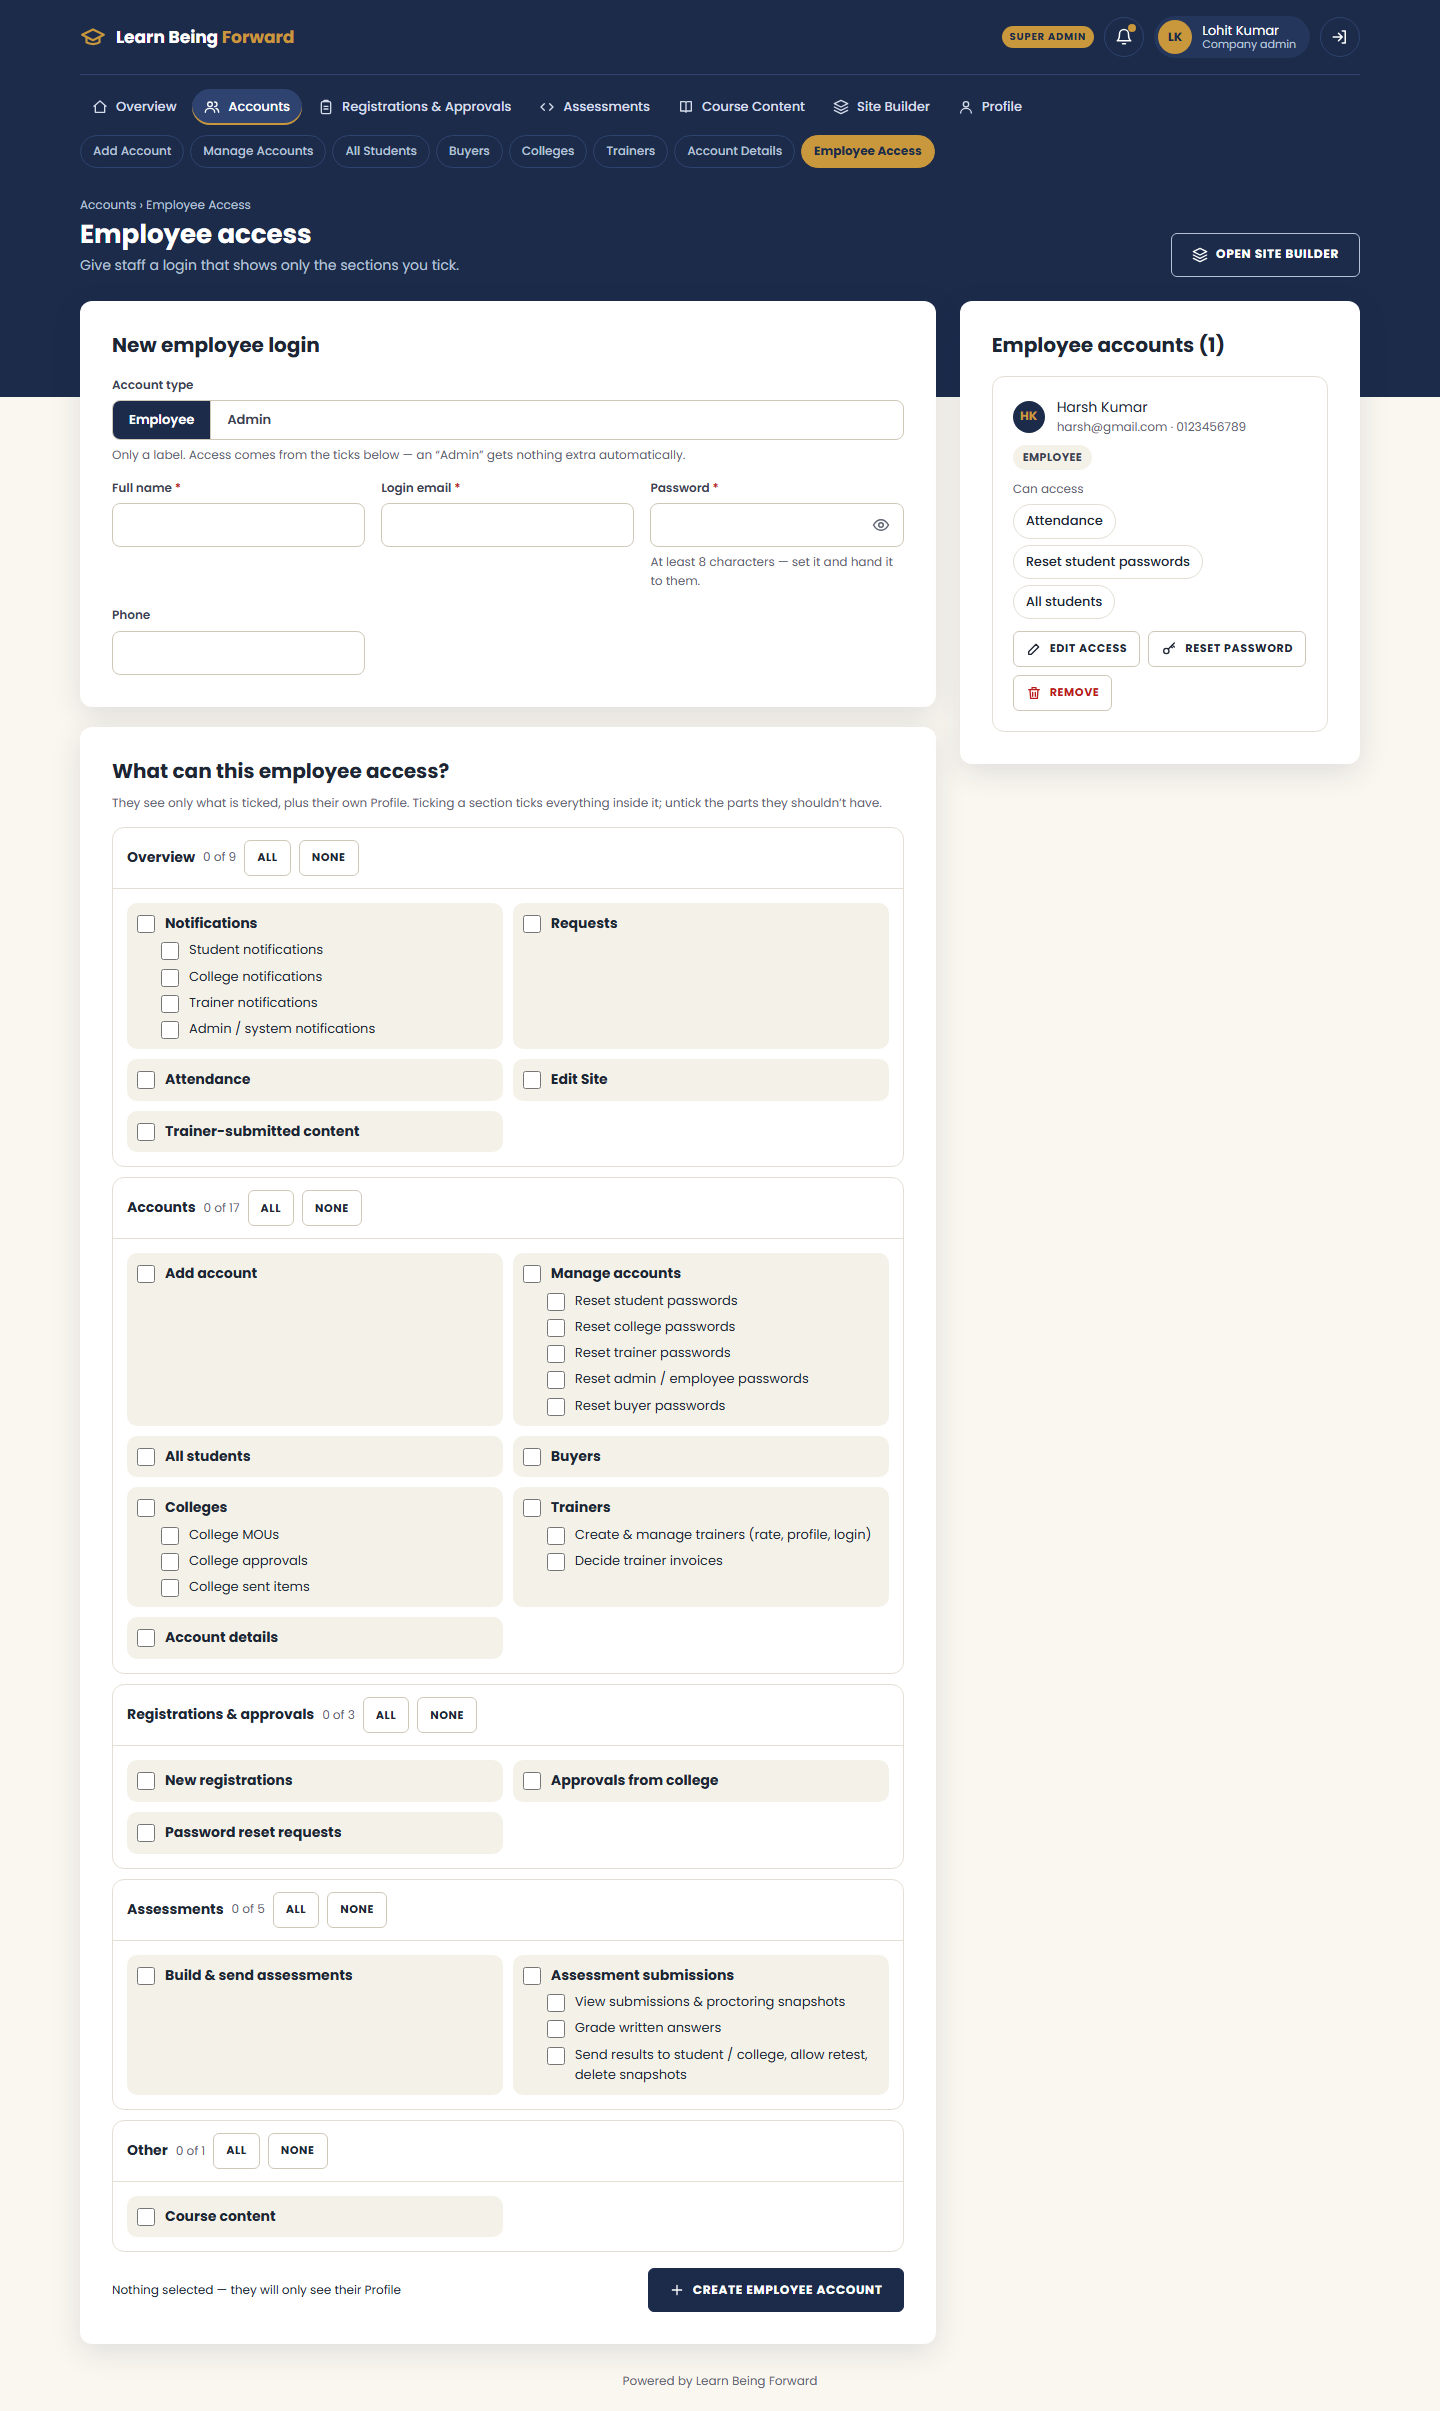 Learn Being Forward
SUPER ADMIN
LK
Lohit Kumar
Company admin
Overview
Accounts
Registrations & Approvals
Assessments
Course Content
Site Builder
Profile
Add Account
Manage Accounts
All Students
Buyers
Colleges
Trainers
Account Details
Employee Access
Accounts › Employee Access
Employee access
Give staff a login that shows only the sections you tick.
OPEN SITE BUILDER
New employee login
Account type
Employee
Admin
Only a label. Access comes from the ticks below — an “Admin” gets nothing extra automatically.
Full name *
Login email *
Password *
At least 8 characters — set it and hand it
to them.
Phone
Employee accounts (1)
HK
Harsh Kumar
harsh@gmail.com · 0123456789
EMPLOYEE
Can access
Attendance
Reset student passwords
All students
EDIT ACCESS
RESET PASSWORD
REMOVE
What can this employee access?
They see only what is ticked, plus their own Profile. Ticking a section ticks everything inside it; untick the parts they shouldn’t have.
Overview 0 of 9 ALL NONE
Notifications
Student notifications
College notifications
Trainer notifications
Admin / system notifications
Requests
Attendance
Edit Site
Trainer-submitted content
Accounts 0 of 17 ALL NONE
Add account
Manage accounts
Reset student passwords
Reset college passwords
Reset trainer passwords
Reset admin / employee passwords
Reset buyer passwords
All students
Buyers
Colleges
College MOUs
College approvals
College sent items
Trainers
Create & manage trainers (rate, profile, login)
Decide trainer invoices
Account details
Registrations & approvals 0 of 3 ALL NONE
New registrations
Approvals from college
Password reset requests
Assessments 0 of 5 ALL NONE
Build & send assessments
Assessment submissions
View submissions & proctoring snapshots
Grade written answers
Send results to student / college, allow retest,
delete snapshots
Other 0 of 1 ALL NONE
Course content
Nothing selected — they will only see their Profile
CREATE EMPLOYEE ACCOUNT
Powered by Learn Being Forward